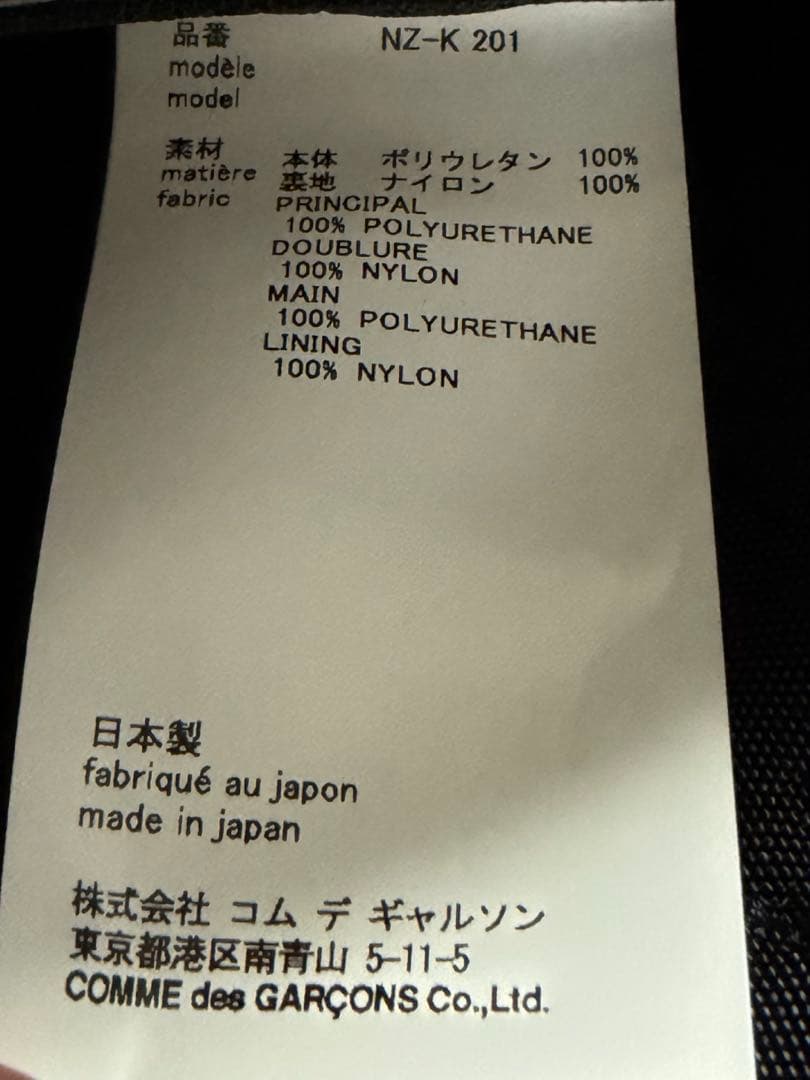 品番 NZ-K 201
modèle
model
素材 本体 ポリウレタン 100%
matière 裏地 ナイロン 100%
fabric PRINCIPAL
100% POLYURETHANE
DOUBLURE
100% NYLON
MAIN
100% POLYURETHANE
LINING
100% NYLON
日本製
fabriqué au japon
made in japan
株式会社 コム デ ギャルソン
東京都港区南青山 5-11-5
COMME des GARÇONS Co.,Ltd.